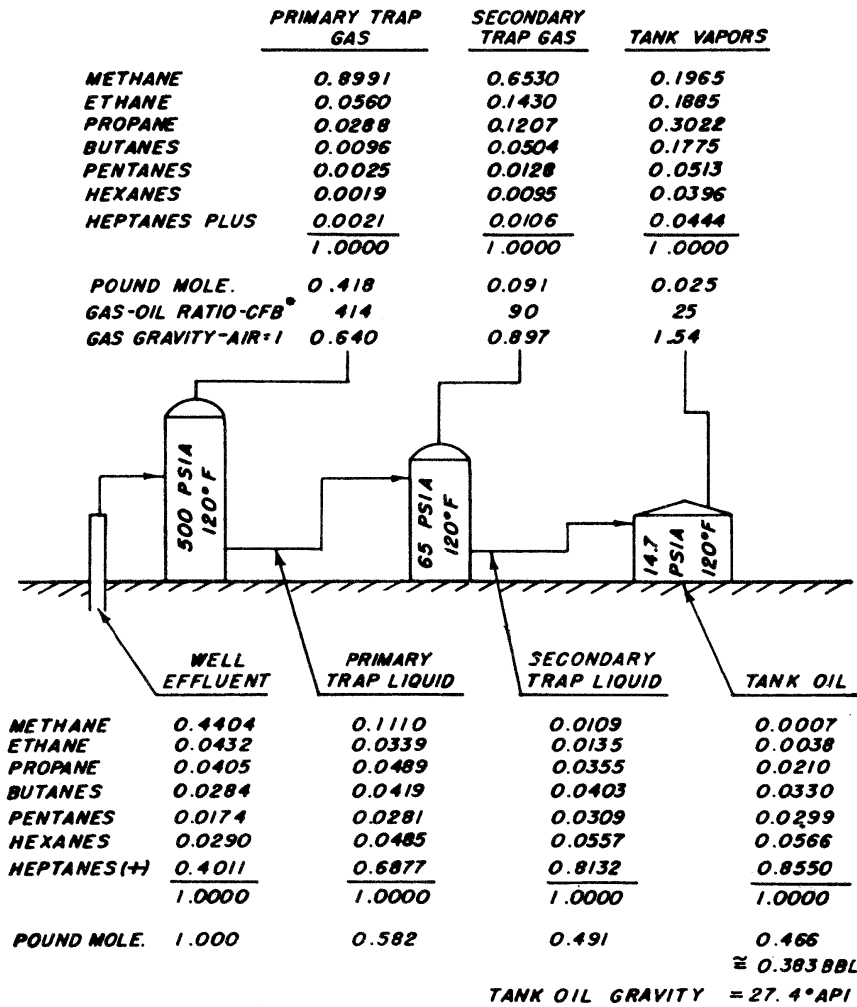 PRIMARY TRAP GAS SECONDARY TRAP GAS TANK VAPORS
METHANE 0.8991 0.6530 0.1965
ETHANE 0.0560 0.1430 0.1885
PROPANE 0.0288 0.1207 0.3022
BUTANES 0.0096 0.0504 0.1775
PENTANES 0.0025 0.0128 0.0513
HEXANES 0.0019 0.0095 0.0396
HEPTANES PLUS 0.0021 0.0106 0.0444
1.0000 1.0000 1.0000
POUND MOLE. 0.418 0.091 0.025
GAS-OIL RATIO-CFB* 414 90 25
GAS GRAVITY-AIR=1 0.640 0.897 1.54
500 PSIA
120°F
65 PSIA
120°F
14.7
PSIA
120°F
WELL EFFLUENT PRIMARY TRAP LIQUID SECONDARY TRAP LIQUID TANK OIL
METHANE 0.4404 0.1110 0.0109 0.0007
ETHANE 0.0432 0.0339 0.0135 0.0038
PROPANE 0.0405 0.0489 0.0355 0.0210
BUTANES 0.0284 0.0419 0.0403 0.0330
PENTANES 0.0174 0.0281 0.0309 0.0299
HEXANES 0.0290 0.0485 0.0557 0.0566
HEPTANES(+) 0.4011 0.6877 0.8132 0.8550
1.0000 1.0000 1.0000 1.0000
POUND MOLE. 1.000 0.582 0.491 0.466
≅ 0.383 BBL
TANK OIL GRAVITY = 27.4°API